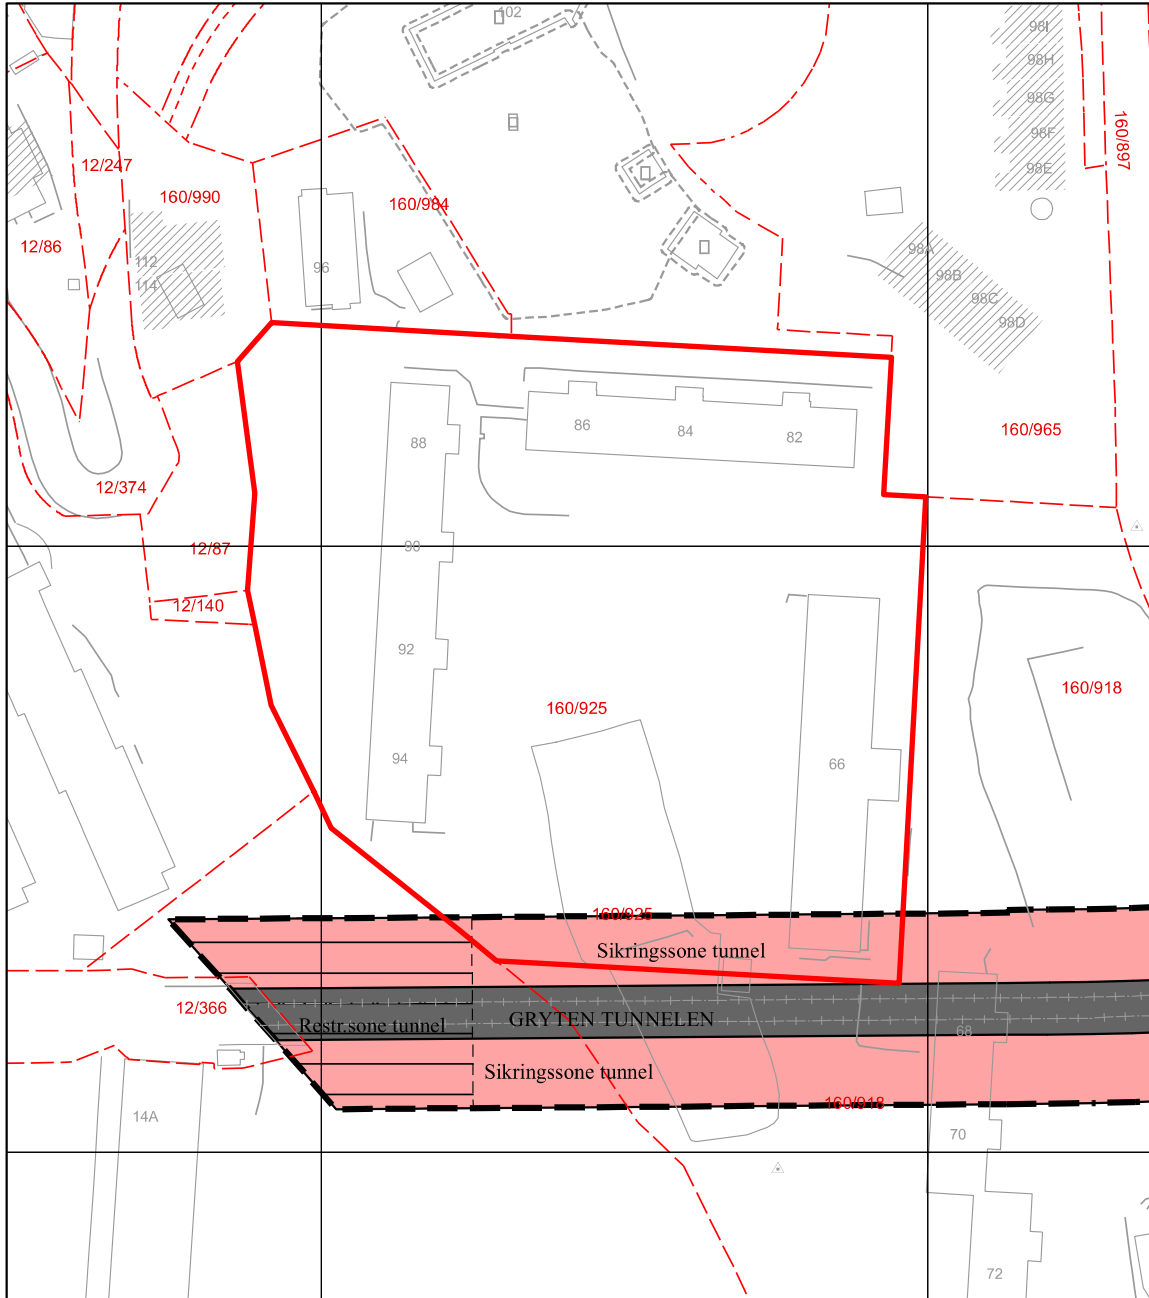 102
98I
98H
98G
98F
98E
160/897
12/247
160/990
160/984
12/86
112
114
96
98A
98B
98C
98D
86
84
82
88
160/965
12/374
12/87
90
12/140
92
160/925
160/918
94
66
160/925
Sikringssone tunnel
12/366
Restr.sone tunnel
GRYTEN TUNNELEN
68
Sikringssone tunnel
160/918
14A
70
72